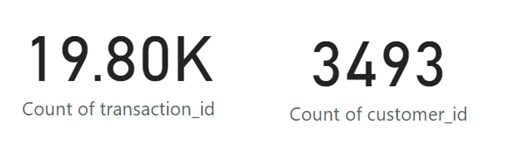 19.80K
Count of transaction_id
3493
Count of customer_id